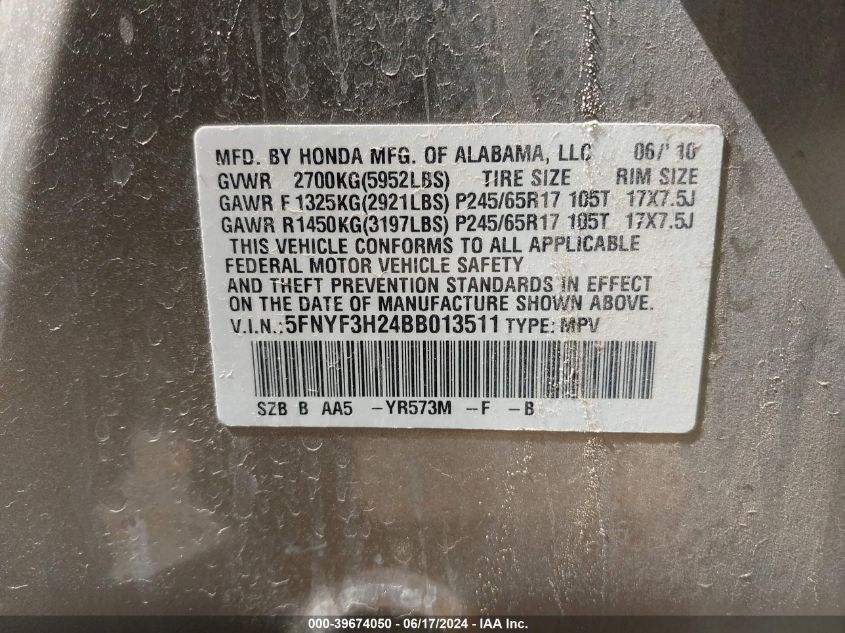 MFD. BY HONDA MFG. OF ALABAMA, LLC 06/'10
GVWR 2700KG(5952LBS) TIRE SIZE RIM SIZE
GAWR F 1325KG(2921LBS) P245/65R17 105T 17X7.5J
GAWR R1450KG(3197LBS) P245/65R17 105T 17X7.5J
THIS VEHICLE CONFORMS TO ALL APPLICABLE
FEDERAL MOTOR VEHICLE SAFETY
AND THEFT PREVENTION STANDARDS IN EFFECT
ON THE DATE OF MANUFACTURE SHOWN ABOVE.
V.I.N.:5FNYF3H24BB013511 TYPE: MPV
SZB B AA5 -YR573M -F -B
000-39674050 - 06/17/2024 - IAA Inc.